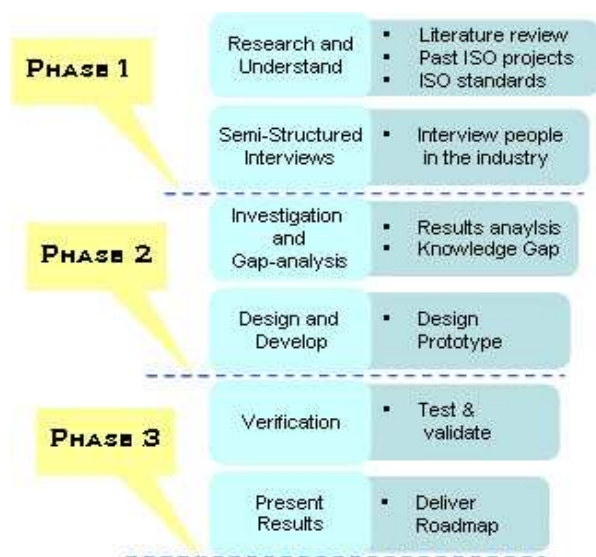 PHASE 1
Research and
Understand
▪ Literature review
▪ Past ISO projects
▪ ISO standards
Semi-Structured
Interviews
▪ Interview people
in the industry
PHASE 2
Investigation
and
Gap-analysis
▪ Results anaylsis
▪ Knowledge Gap
Design and
Develop
▪ Design
Prototype
PHASE 3
Verification
▪ Test &
validate
Present
Results
▪ Deliver
Roadmap